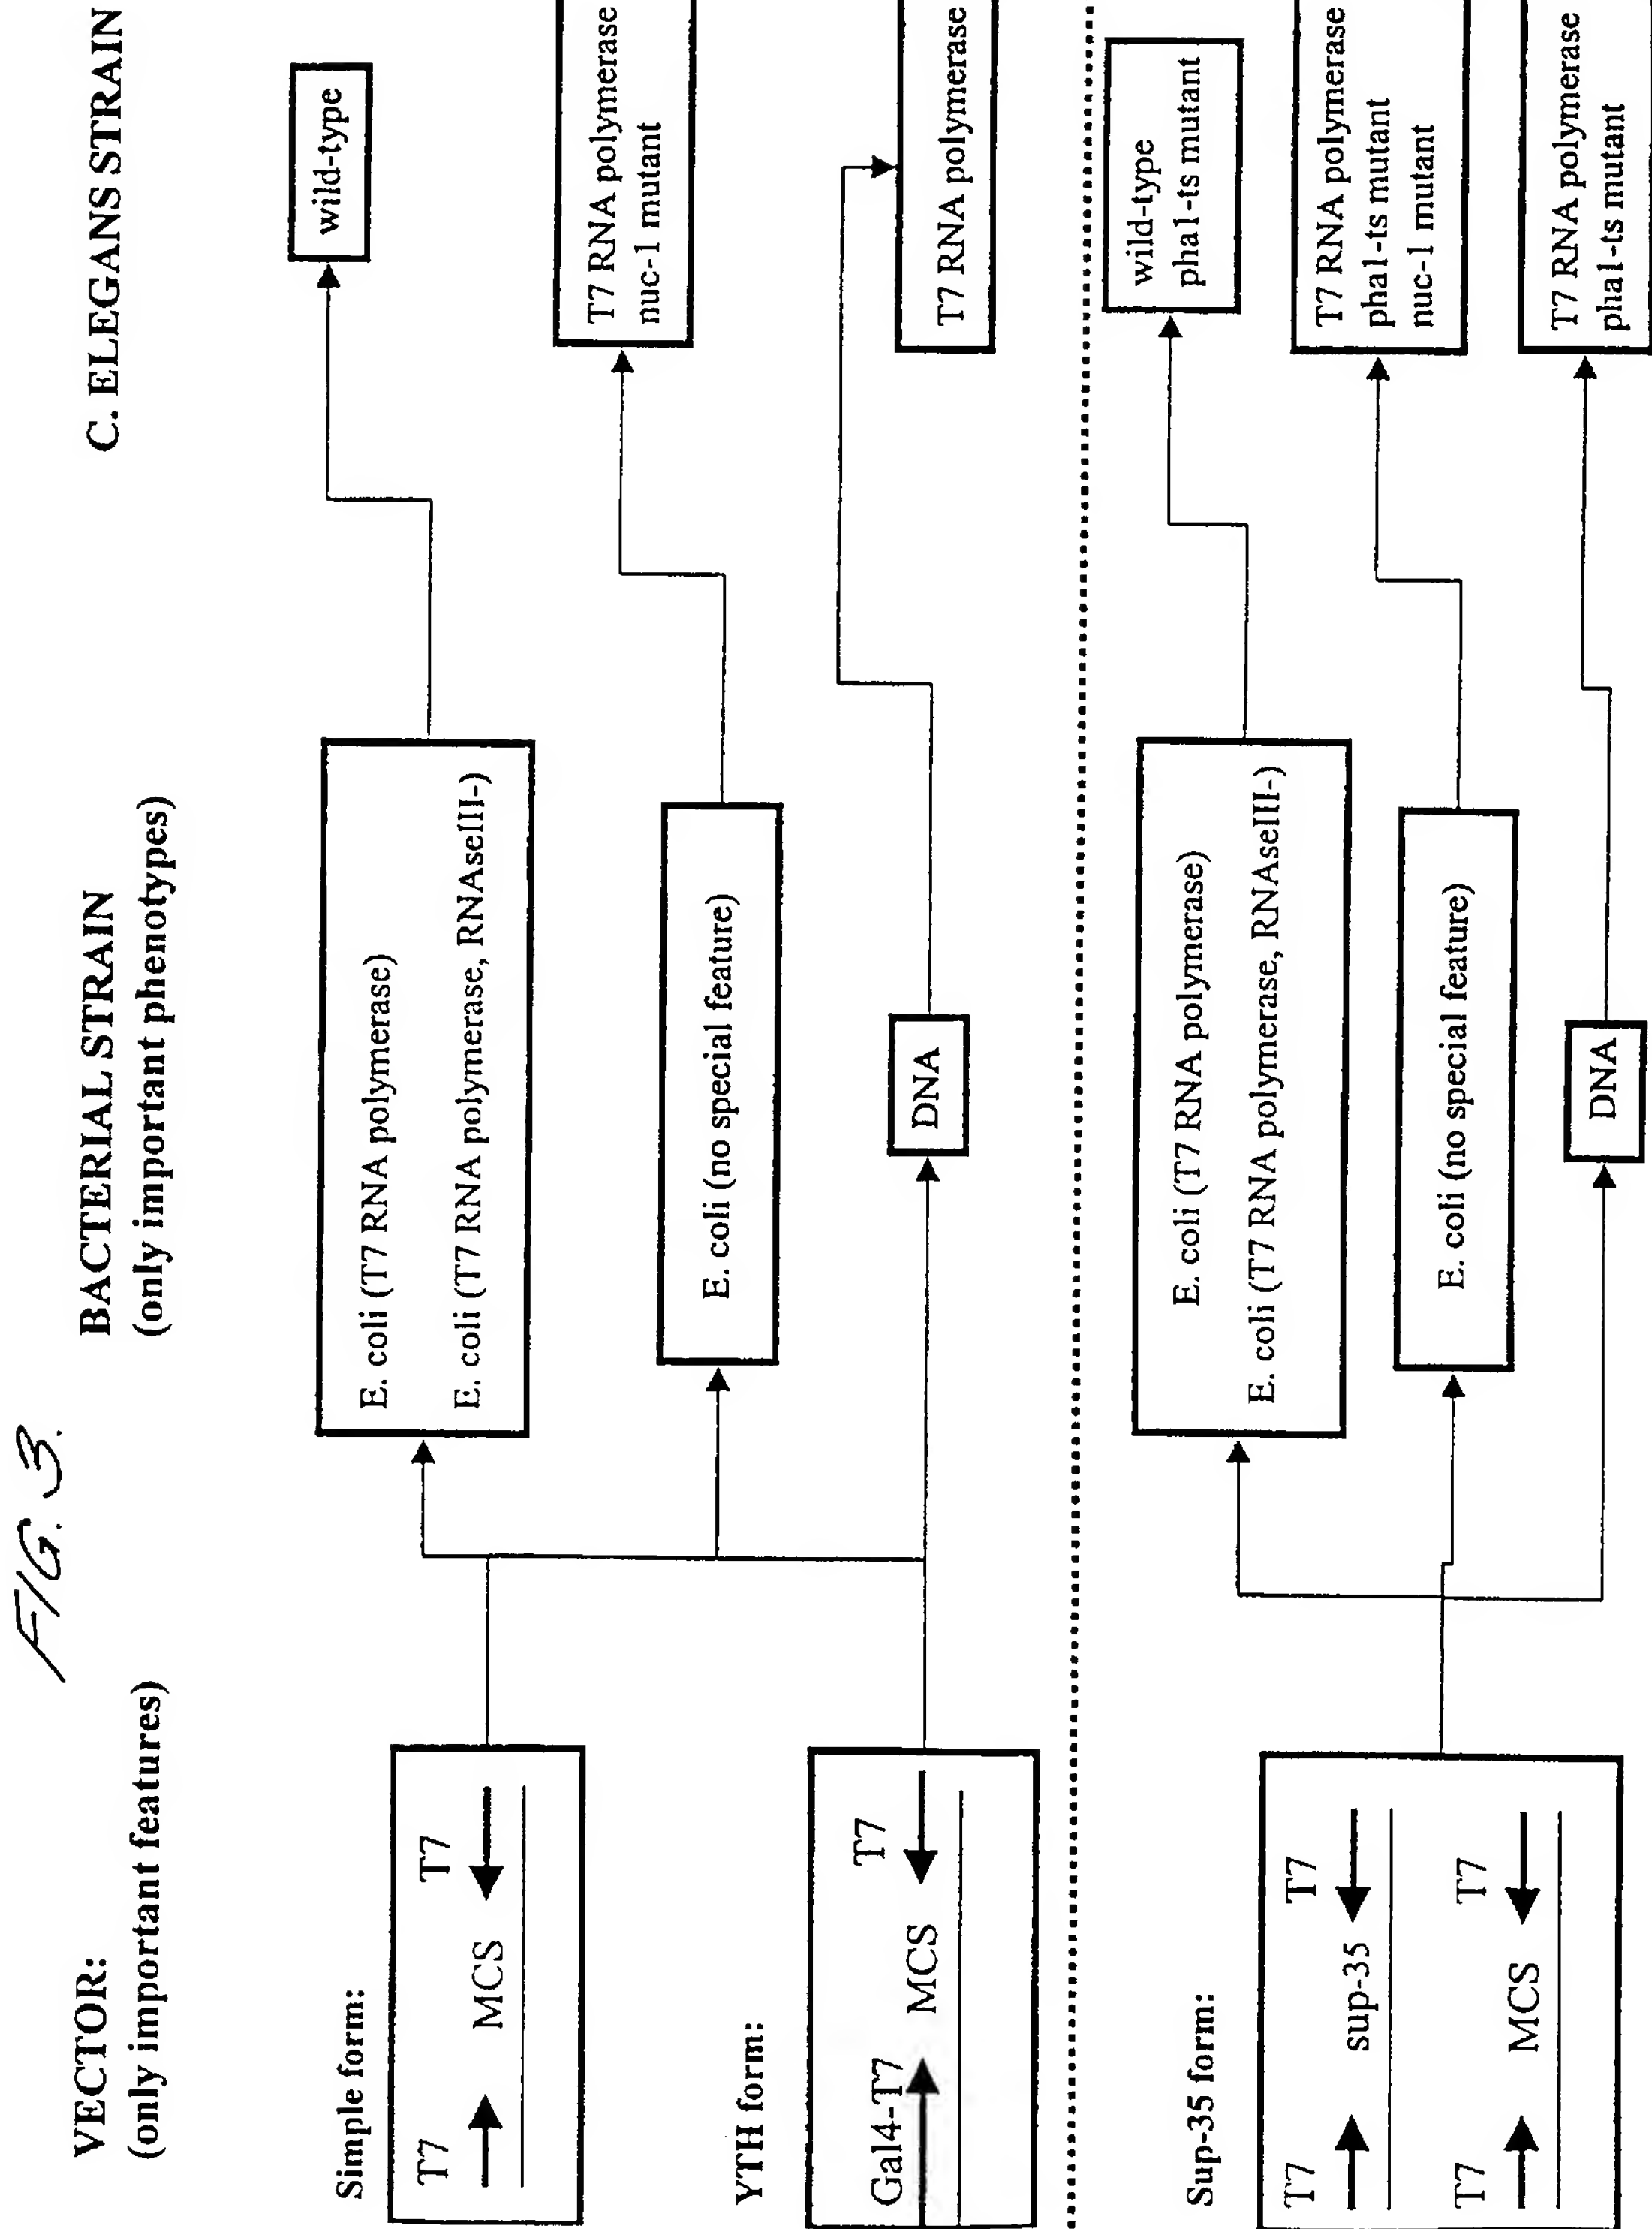 FIG. 3.
VECTOR:
(only important features)
BACTERIAL STRAIN
(only important phenotypes)
C. ELEGANS STRAIN
Simple form:
T7 T7
MCS
E. coli (T7 RNA polymerase)
E. coli (T7 RNA polymerase, RNAseIII-)
wild-type
E. coli (no special feature)
T7 RNA polymerase
nuc-1 mutant
YTH form:
Gal4-T7 T7
MCS
DNA
T7 RNA polymerase
Sup-35 form:
T7 T7
sup-35
T7 T7
MCS
E. coli (T7 RNA polymerase)
E. coli (T7 RNA polymerase, RNAseIII-)
wild-type
pha1-ts mutant
E. coli (no special feature)
T7 RNA polymerase
pha1-ts mutant
nuc-1 mutant
DNA
T7 RNA polymerase
pha1-ts mutant